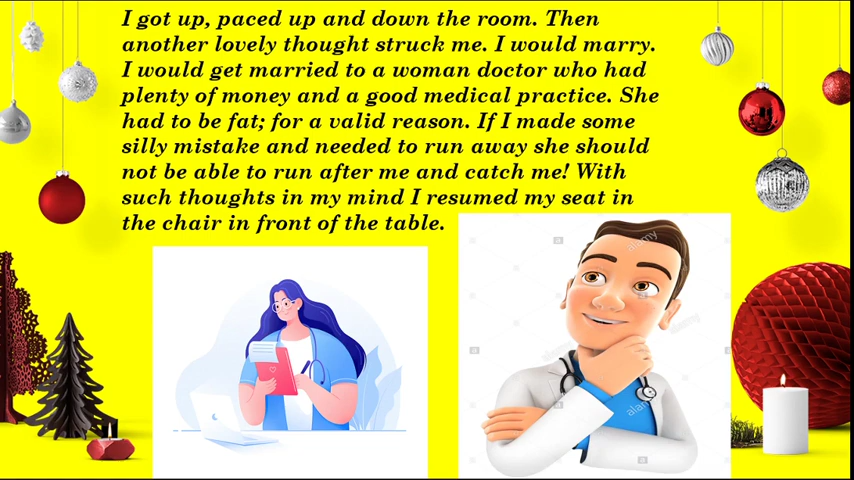 I got up, paced up and down the room. Then
another lovely thought struck me. I would marry.
I would get married to a woman doctor who had
plenty of money and a good medical practice. She
had to be fat; for a valid reason. If I made some
silly mistake and needed to run away she should
not be able to run after me and catch me! With
such thoughts in my mind I resumed my seat in
the chair in front of the table.
alamy
alamy
alamy
alamy